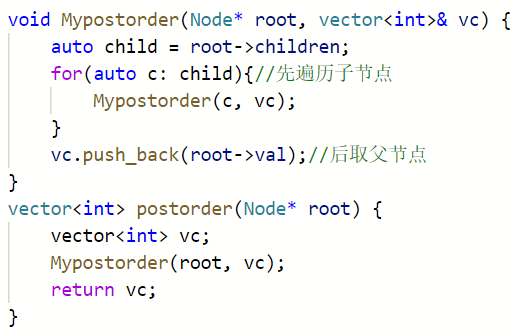 void Mypostorder(Node* root, vector<int>& vc) {
    auto child = root->children;
    for(auto c: child){//先遍历子节点
        Mypostorder(c, vc);
    }
    vc.push_back(root->val);//后取父节点
}
vector<int> postorder(Node* root) {
    vector<int> vc;
    Mypostorder(root, vc);
    return vc;
}